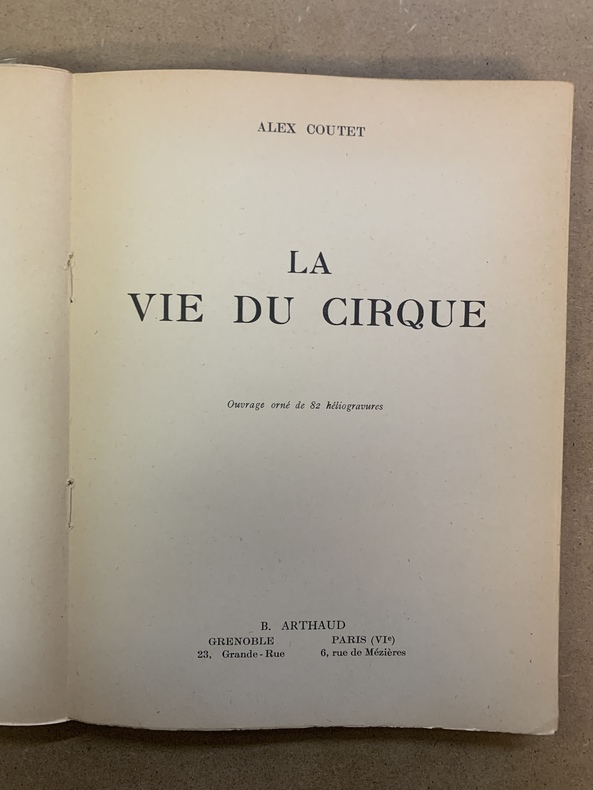 ALEX COUTET
LA
VIE DU CIRQUE
Ouvrage orné de 82 héliogravures
B. ARTHAUD
GRENOBLE PARIS (VIe)
23, Grande-Rue 6, rue de Mézières